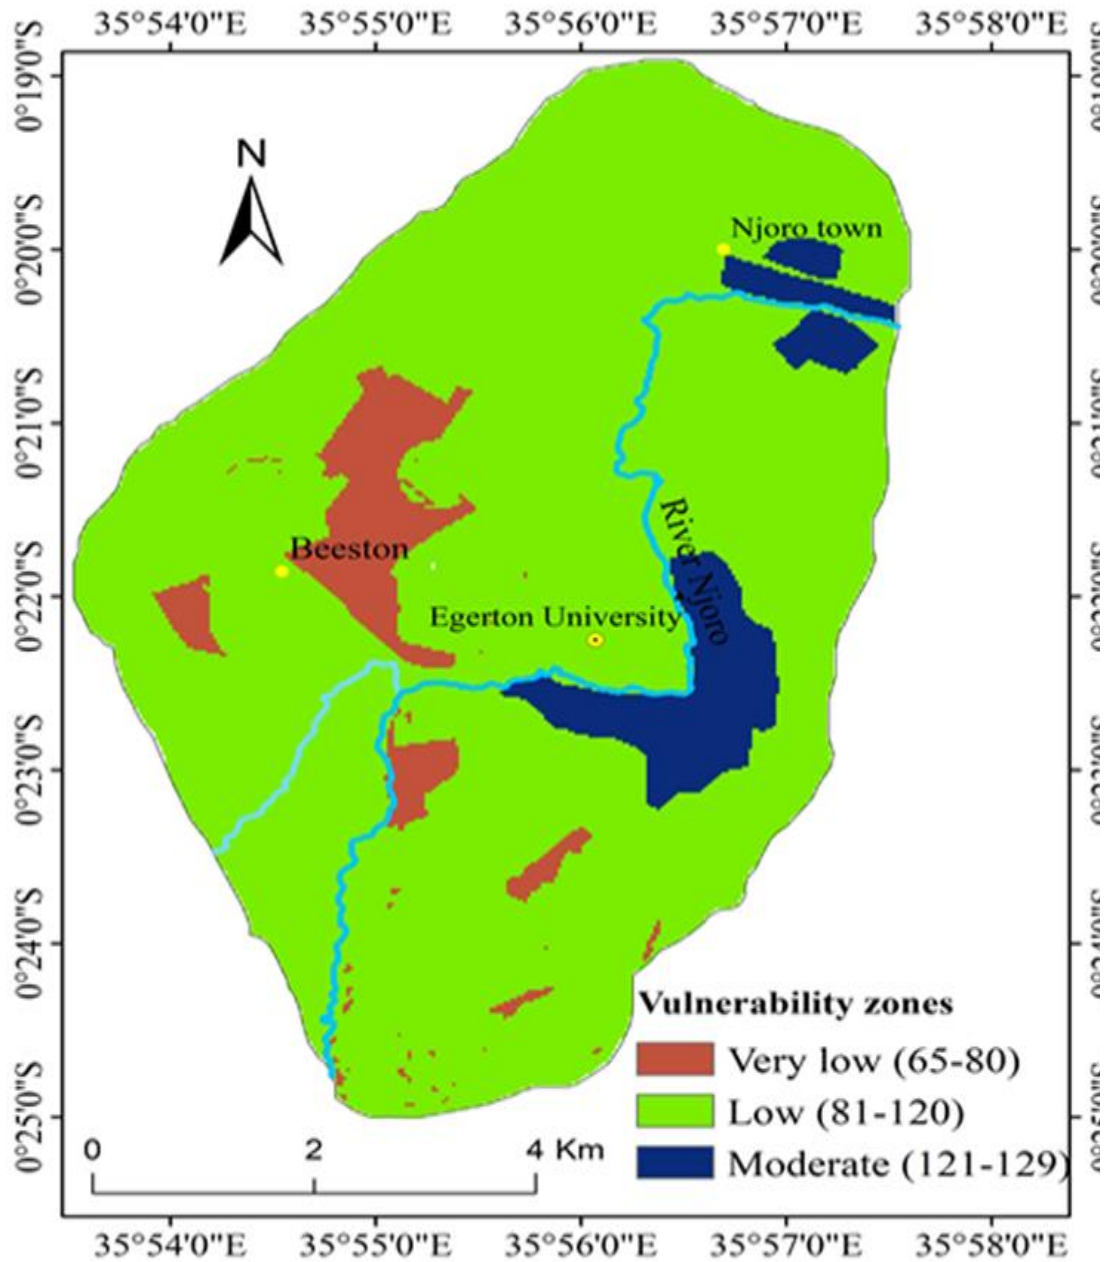 35°54'0"E 35°55'0"E 35°56'0"E 35°57'0"E 35°58'0"E
0°19'0"S
0°20'0"S
0°21'0"S
0°22'0"S
0°23'0"S
0°24'0"S
0°25'0"S
N
Njoro town
Beeston
River Njoro
Egerton University
Vulnerability zones
Very low (65-80)
Low (81-120)
Moderate (121-129)
0 2 4 Km
35°54'0"E 35°55'0"E 35°56'0"E 35°57'0"E 35°58'0"E